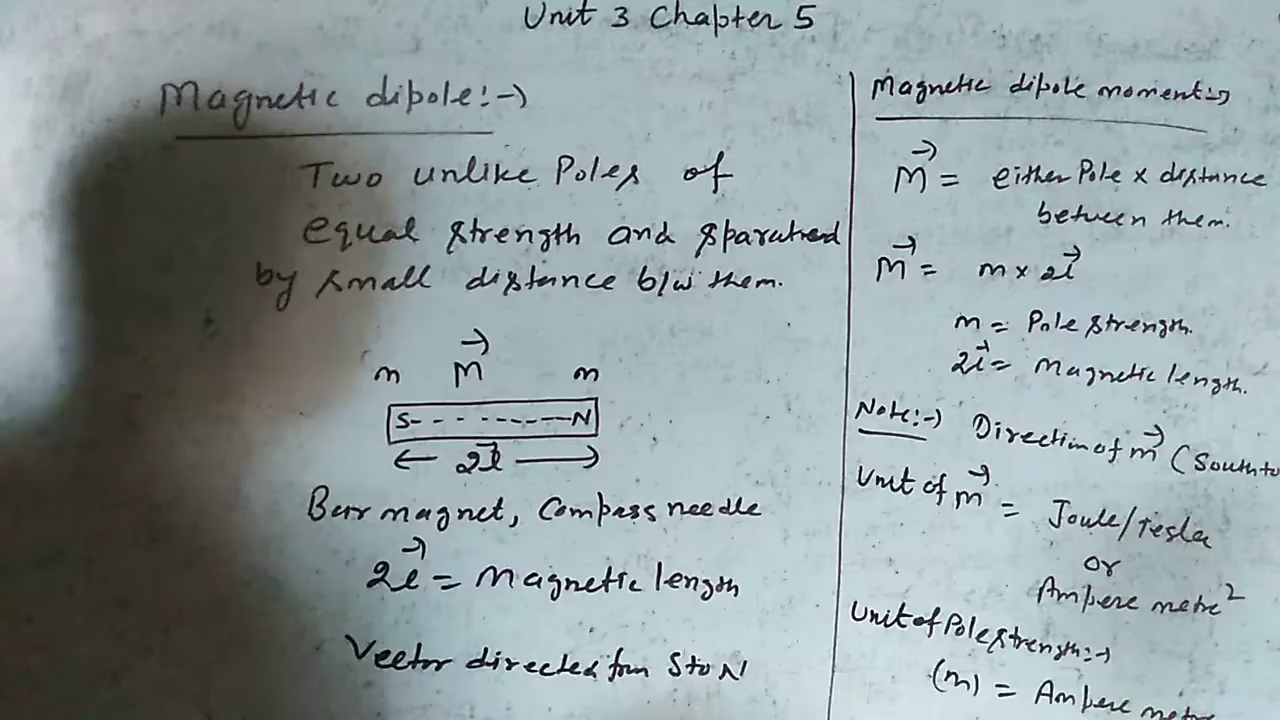 Unit 3 Chapter 5
Magnetic dipole:→
Two unlike Poles of
equal strength and sparated
by small distance b/w them.
m M⃗ m
S- - - - - - - -N
← 2l⃗ →
Bar magnet, Compass needle
2l⃗ = Magnetic length
Vector directed from S to N
Magnetic dipole moment:→
M⃗ = either Pole × distance
between them.
M⃗ = m × 2l⃗
m = Pole strength.
2l⃗ = Magnetic length.
Note:→ Direction of m⃗ (South to
Unit of m⃗ = Joule/Tesla
or
Ampere metre²
Unit of Pole strength:→
(m) = Ampere metre